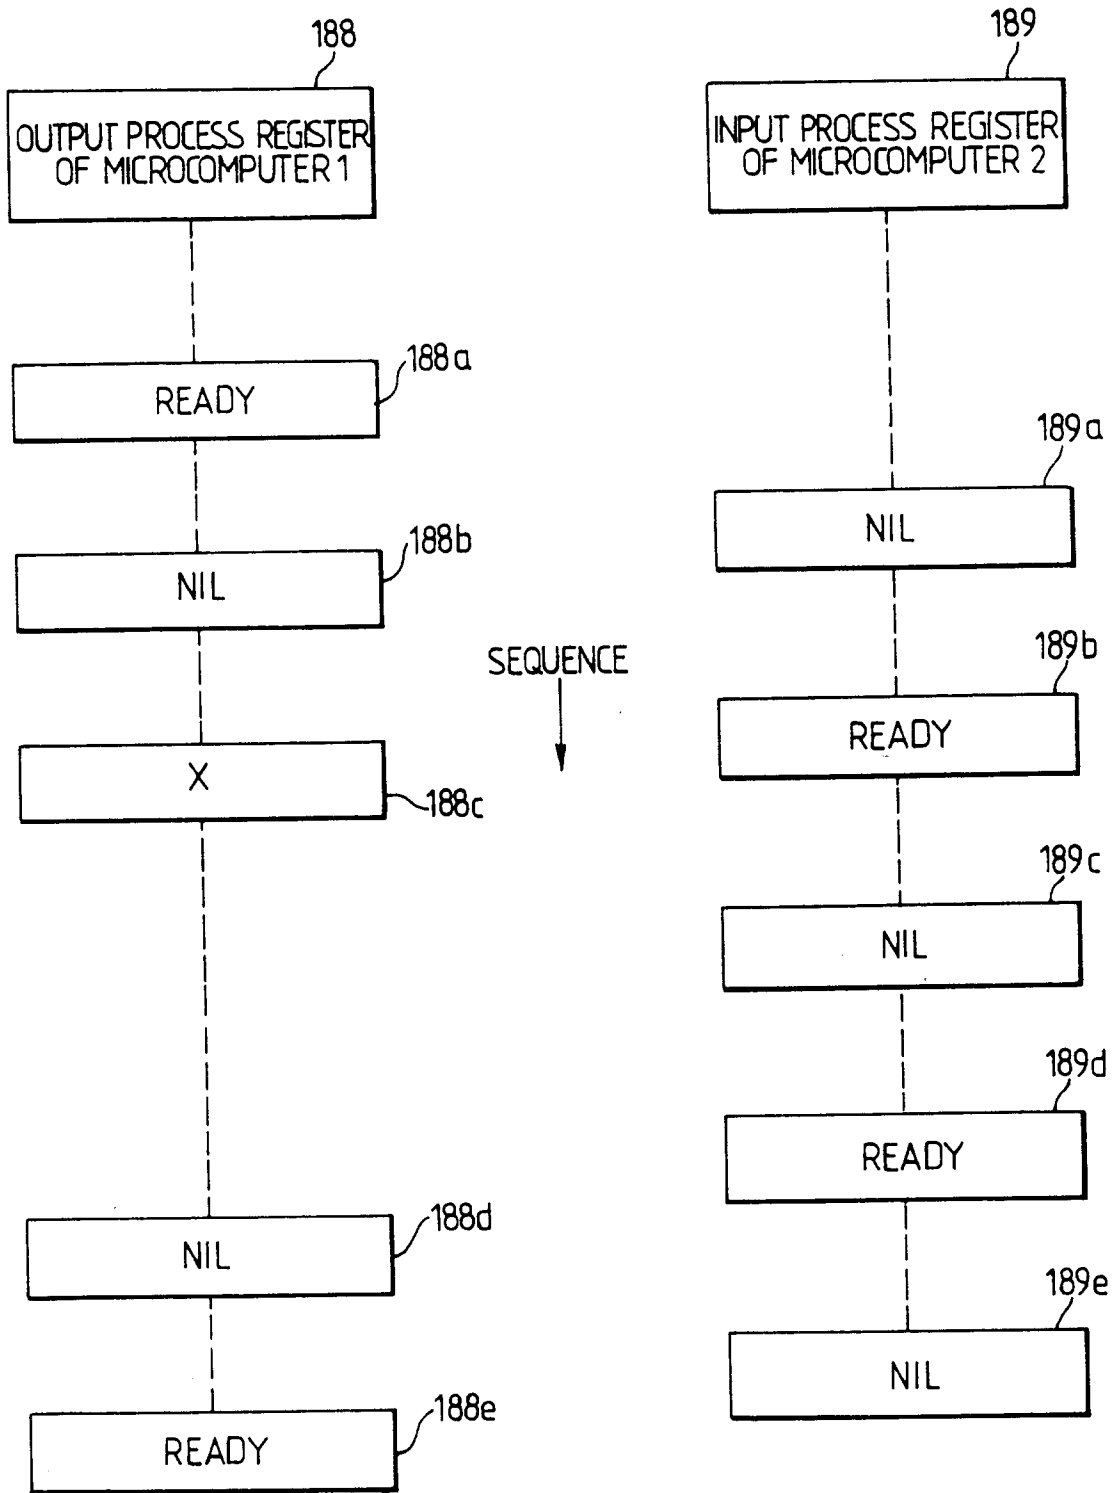 188
OUTPUT PROCESS REGISTER
OF MICROCOMPUTER 1
188a
READY
188b
NIL
188c
X
188d
NIL
188e
READY
SEQUENCE
189
INPUT PROCESS REGISTER
OF MICROCOMPUTER 2
189a
NIL
189b
READY
189c
NIL
189d
READY
189e
NIL